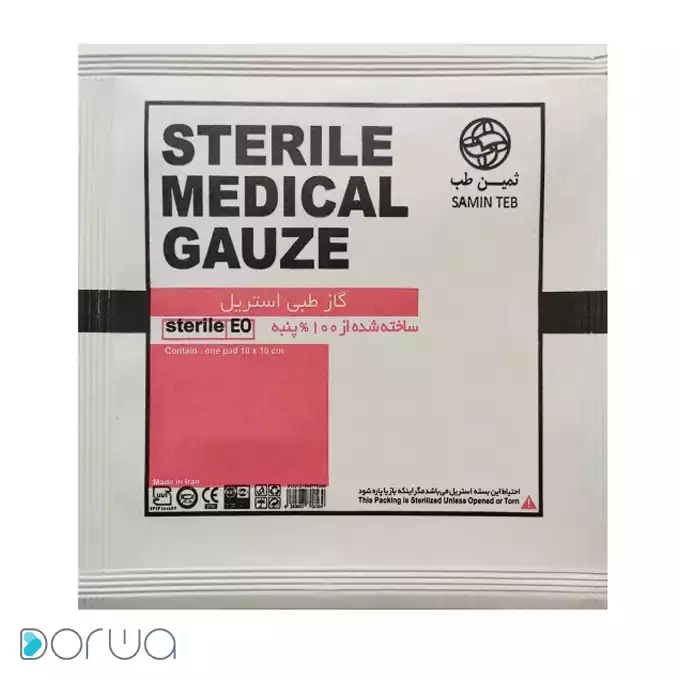 STERILE
MEDICAL
GAUZE
ثمین طب
SAMIN TEB
گاز طبی استریل
sterile EO
ساخته شده از ۱۰۰ % پنبه
Contain : one pad 10 x 10 cm
Made in Iran
CE
احتیاط این بسته استریل می باشد مگر اینکه باز یا پاره شود
This Packing is Sterilized Unless Opened or Torn
Dorwa